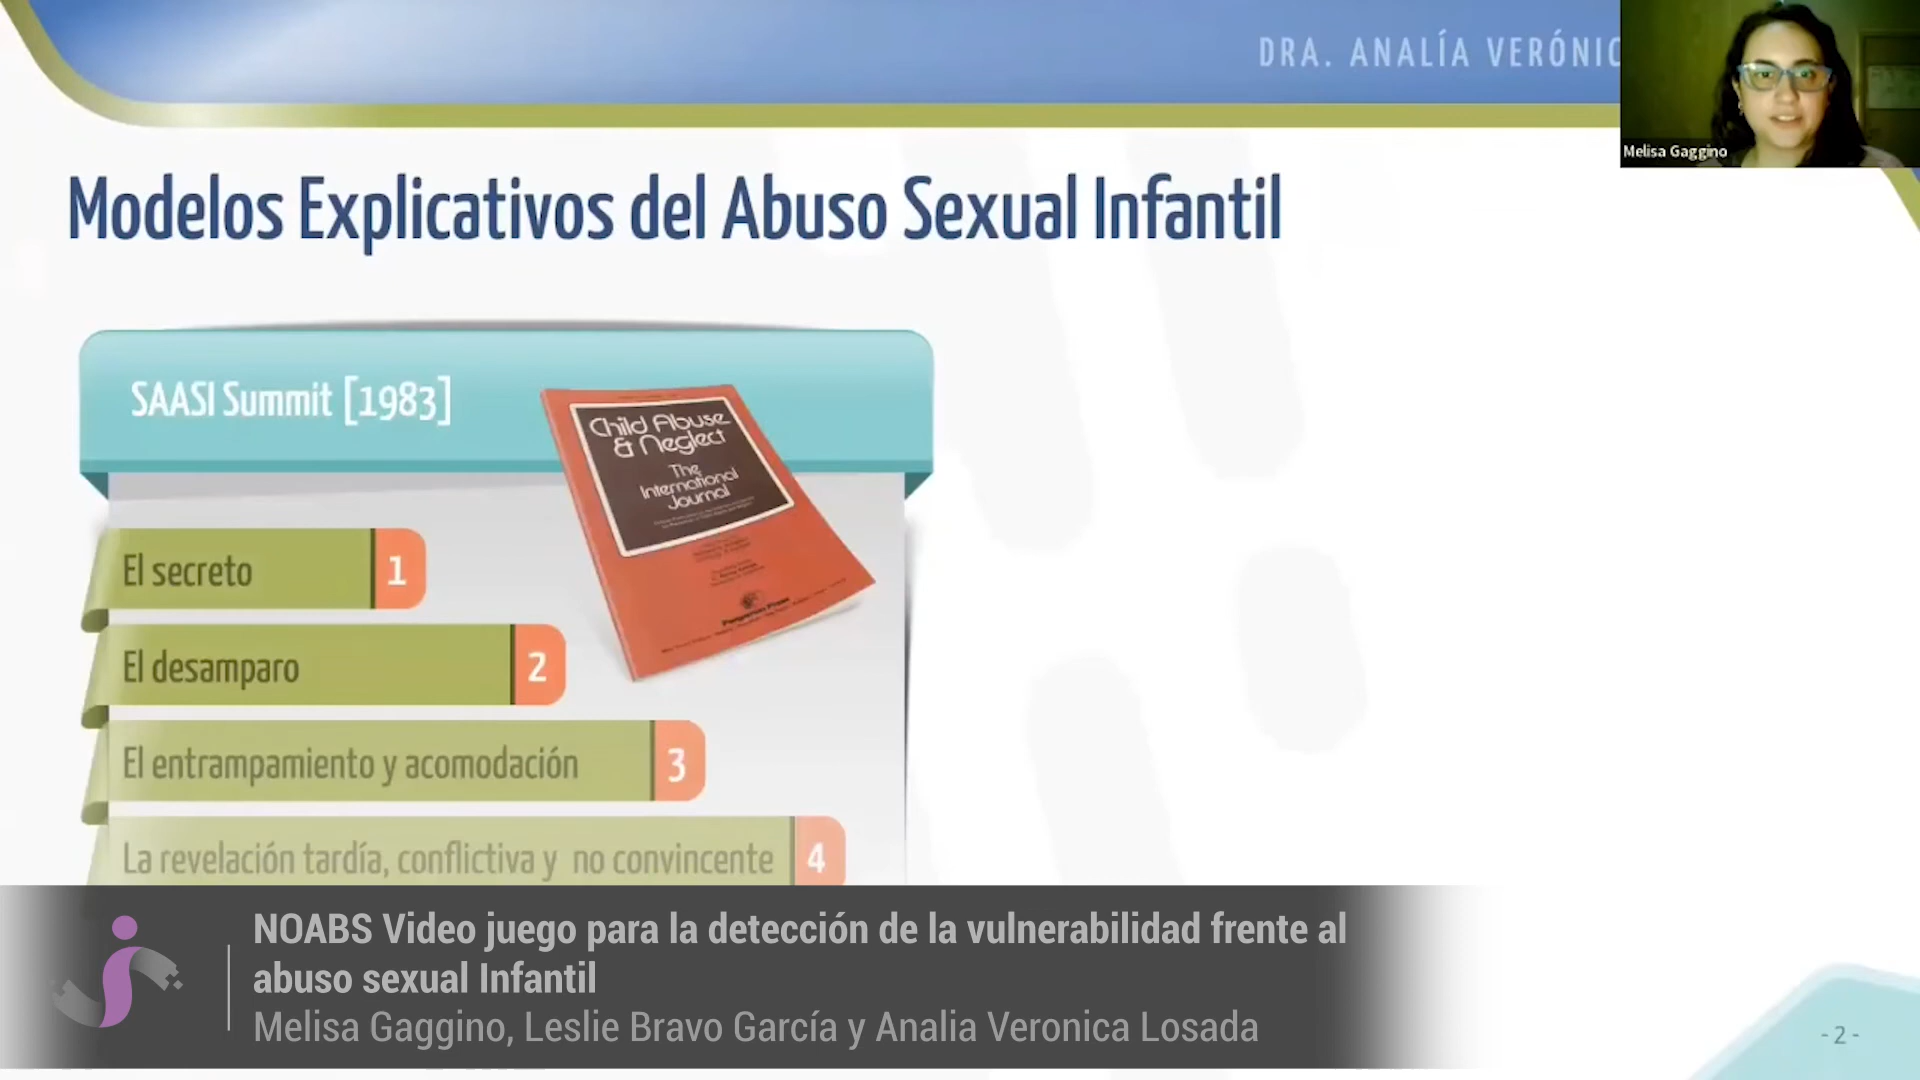 DRA. ANALÍA VERÓNIC
Melisa Gaggino
Modelos Explicativos del Abuso Sexual Infantil
SAASI Summit [1983]
Child Abuse
& Neglect
The
International
Journal
Pergamon Press
El secreto 1
El desamparo 2
El entrampamiento y acomodación 3
La revelación tardía, conflictiva y no convincente 4
NOABS Video juego para la detección de la vulnerabilidad frente al
abuso sexual Infantil
Melisa Gaggino, Leslie Bravo García y Analia Veronica Losada
- 2 -